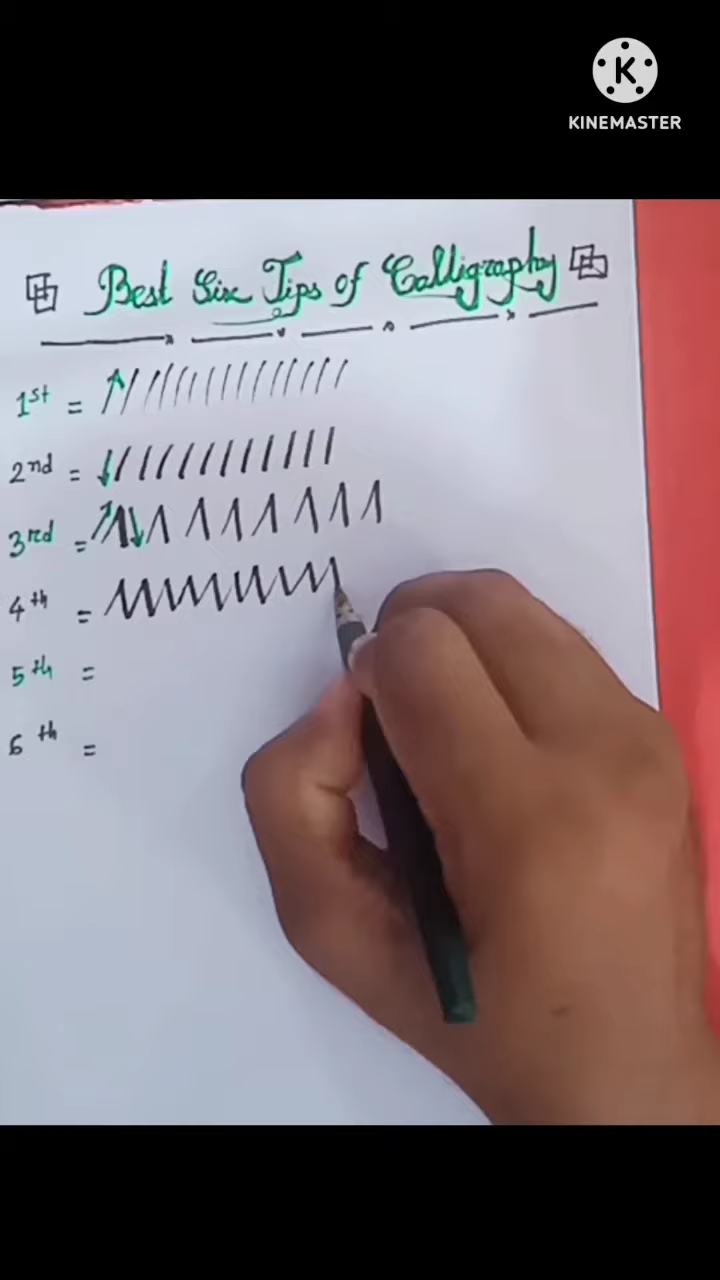 KINEMASTER
Best Six Tips of Calligraphy
1st =
2nd =
3rd =
4th =
5th =
6th =